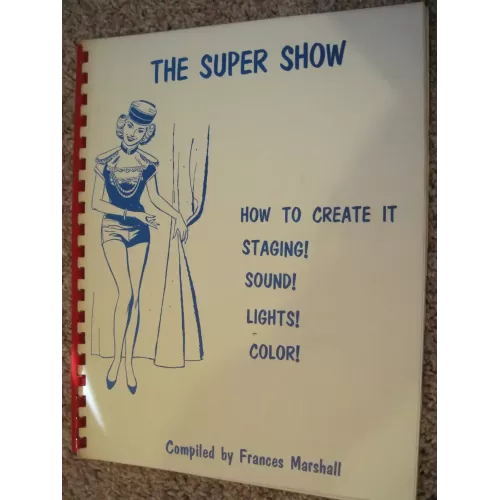 THE SUPER SHOW
HOW TO CREATE IT
STAGING!
SOUND!
LIGHTS!
COLOR!
Compiled by Frances Marshall